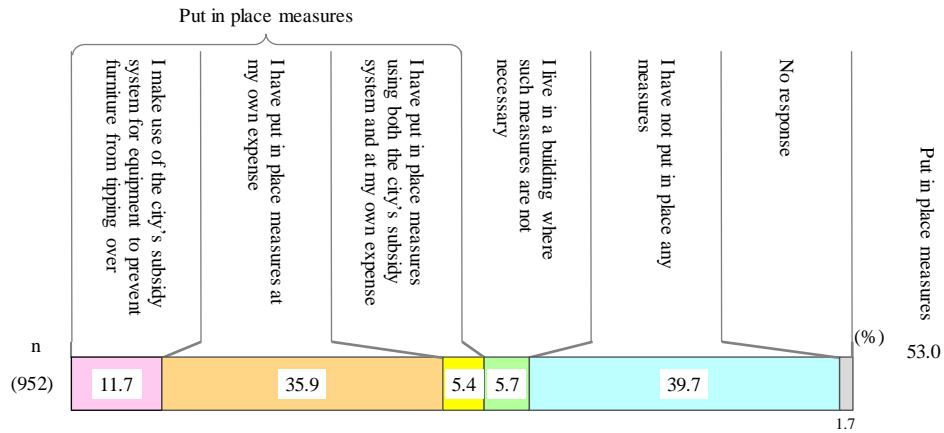 Put in place measures
I make use of the city’s subsidy
system for equipment to prevent
furniture from tipping over
I have put in place measures at
my own expense
I have put in place measures
using both the city’s subsidy
system and at my own expense
I live in a building where
such measures are not
necessary
I have not put in place any
measures
No response
Put in place measures
n
(%)
53.0
(952)
11.7
35.9
5.4
5.7
39.7
1.7